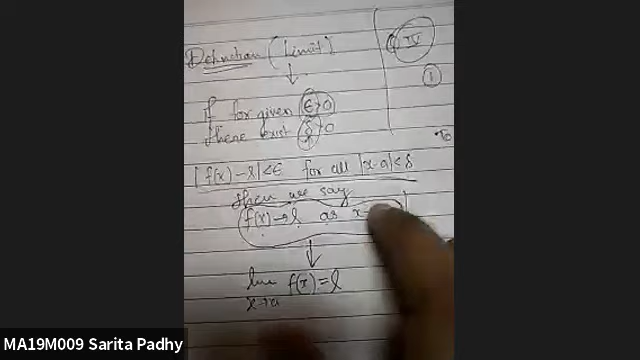 Definition (Limit)
IV
1
If for given ε>0
there exist δ>0
To
|f(x)-l|<ε for all |x-a|<δ
then we say
f(x)→l as x
lim f(x)=l
x→a
MA19M009 Sarita Padhy